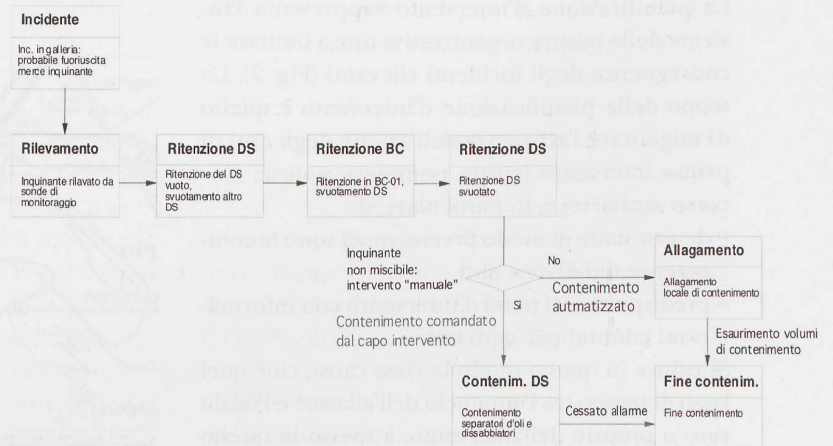 Incidente
Inc. in galleria:
probabile fuoriuscita
merce inquinante
Rilevamento
Inquinante rilavato da
sonde di
monitoraggio
Ritenzione DS
Ritenzione del DS
vuoto,
svuotamento altro
DS
Ritenzione BC
Ritenzione in BC-01,
svuotamento DS
Ritenzione DS
Ritenzione DS
svuotato
Inquinante
non miscibile:
intervento "manuale"
No
Contenimento
autmatizzato
SI
Contenimento comandato
dal capo intervento
Allagamento
Allagamento
locale di contenimento
Esaurimento volumi
di contenimento
Contenim. DS
Contenimento
separatori d'oli e
dissabbiatori
Cessato allarme
Fine contenim.
Fine contenimento